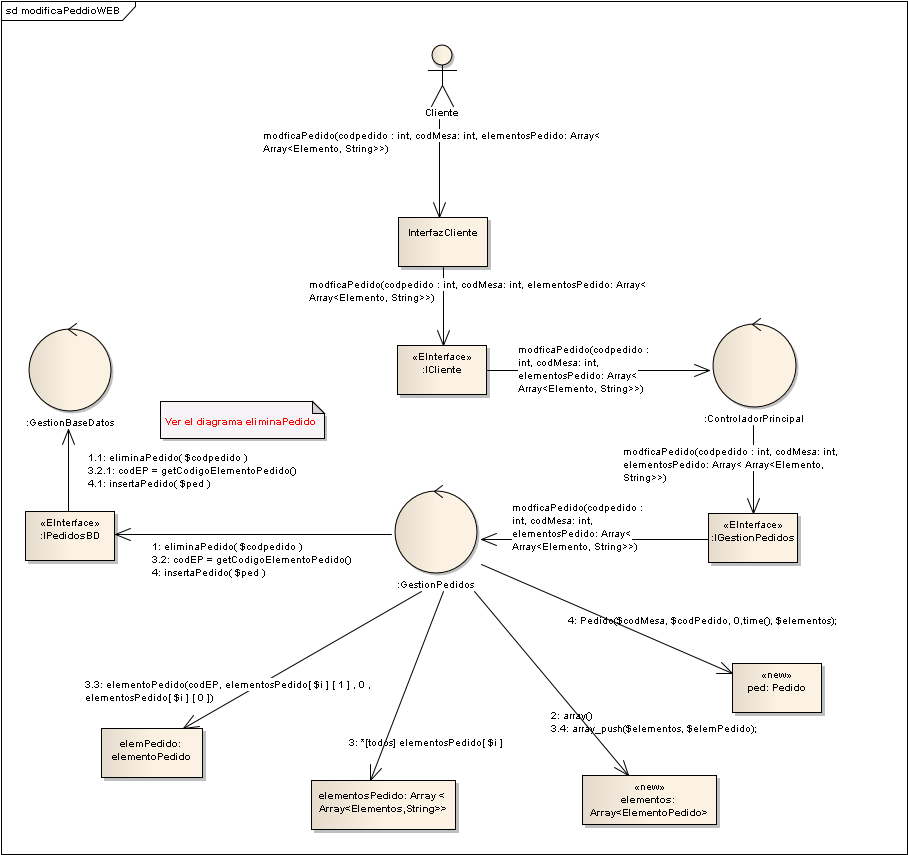 sd modificaPeddioWEB
Cliente
modficaPedido(codpedido : int, codMesa: int, elementosPedido: Array<
Array<Elemento, String>>)
InterfazCliente
modficaPedido(codpedido : int, codMesa: int, elementosPedido: Array<
Array<Elemento, String>>)
«EInterface»
:ICliente
modficaPedido(codpedido :
int, codMesa: int,
elementosPedido: Array<
Array<Elemento, String>>)
:ControladorPrincipal
:GestionBaseDatos
Ver el diagrama eliminaPedido
modficaPedido(codpedido : int, codMesa: int,
elementosPedido: Array< Array<Elemento,
String>>)
1.1: eliminaPedido( $codpedido )
3.2.1: codEP = getCodigoElementoPedido()
4.1: insertaPedido( $ped )
«EInterface»
:IPedidosBD
1: eliminaPedido( $codpedido )
3.2: codEP = getCodigoElementoPedido()
4: insertaPedido( $ped )
:GestionPedidos
modficaPedido(codpedido :
int, codMesa: int,
elementosPedido: Array<
Array<Elemento, String>>)
«EInterface»
:IGestionPedidos
4: Pedido($codMesa, $codPedido, 0,time(), $elementos);
«new»
ped: Pedido
3.3: elementoPedido(codEP, elementosPedido[ $i ] [ 1 ] , 0 ,
elementosPedido[ $i ] [ 0 ])
2: array()
3.4: array_push($elementos, $elemPedido);
3: *[todos] elementosPedido[ $i ]
elemPedido:
elementoPedido
elementosPedido: Array <
Array<Elementos,String>>
«new»
elementos:
Array<ElementoPedido>